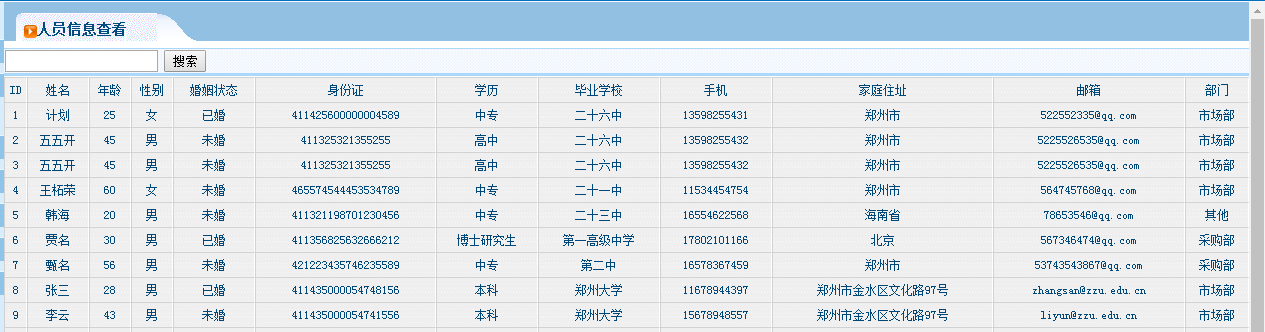 人员信息查看
搜索
ID 姓名 年龄 性别 婚姻状态 身份证 学历 毕业学校 手机 家庭住址 邮箱 部门
1 计划 25 女 已婚 411425600000004589 中专 二十六中 13598255431 郑州市 522552335@qq.com 市场部
2 五五开 45 男 未婚 411325321355255 高中 二十六中 13598255432 郑州市 5225526535@qq.com 市场部
3 五五开 45 男 未婚 411325321355255 高中 二十六中 13598255432 郑州市 5225526535@qq.com 市场部
4 王柘荣 60 女 未婚 465574544453534789 中专 二十一中 11534454754 郑州市 564745768@qq.com 市场部
5 韩海 20 男 未婚 411321198701230456 中专 二十三中 16554622568 海南省 78653546@qq.com 其他
6 贾名 30 男 已婚 411356825632666212 博士研究生 第一高级中学 17802101166 北京 567346474@qq.com 采购部
7 甄名 56 男 未婚 421223435746235589 中专 第二中 16578367459 郑州市 53743543867@qq.com 采购部
8 张三 28 男 已婚 411435000054748156 本科 郑州大学 11678944397 郑州市金水区文化路97号 zhangsan@zzu.edu.cn 市场部
9 李云 43 男 未婚 411435000054741556 本科 郑州大学 15678948557 郑州市金水区文化路97号 liyun@zzu.edu.cn 市场部